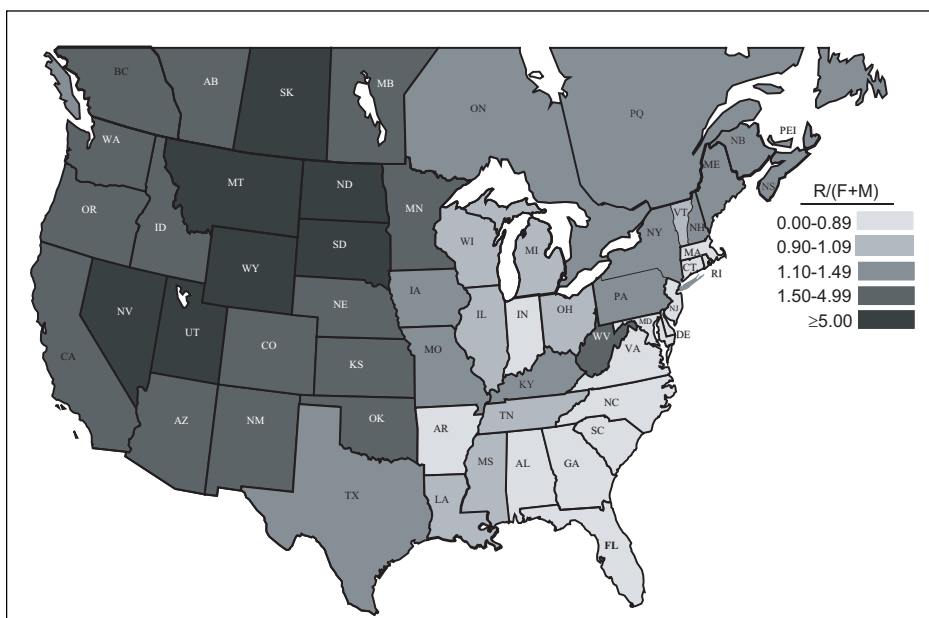 BC
AB
SK
MB
ON
PQ
PEI
NB
ME
NS
WA
MT
ND
MN
OR
ID
SD
WI
MI
NY
VT
NH
MA
CT
RI
WY
IA
NE
PA
NV
UT
IL
IN
OH
NJ
MD
DE
WV
VA
CA
CO
KS
MO
KY
NC
TN
AZ
NM
OK
AR
SC
MS
AL
GA
TX
LA
FL
R/(F+M)
0.00-0.89
0.90-1.09
1.10-1.49
1.50-4.99
≥5.00